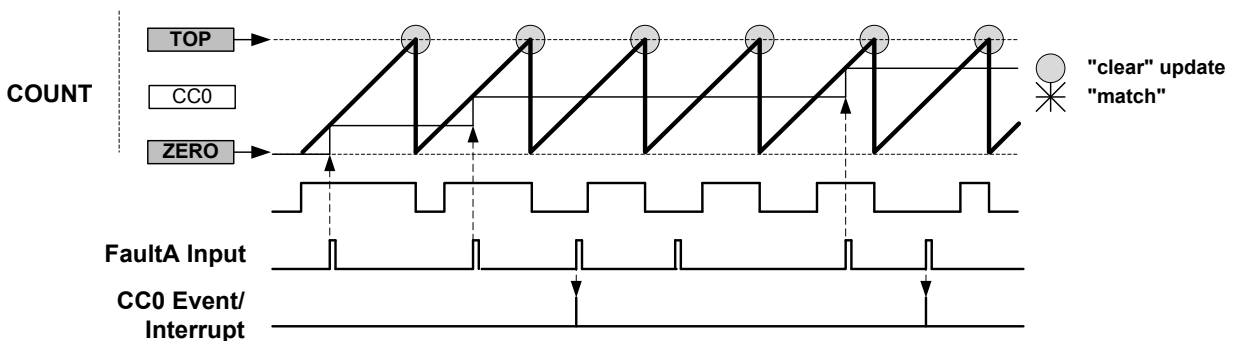 TOP
COUNT
CC0
ZERO
"clear" update
"match"
FaultA Input
CC0 Event/
Interrupt